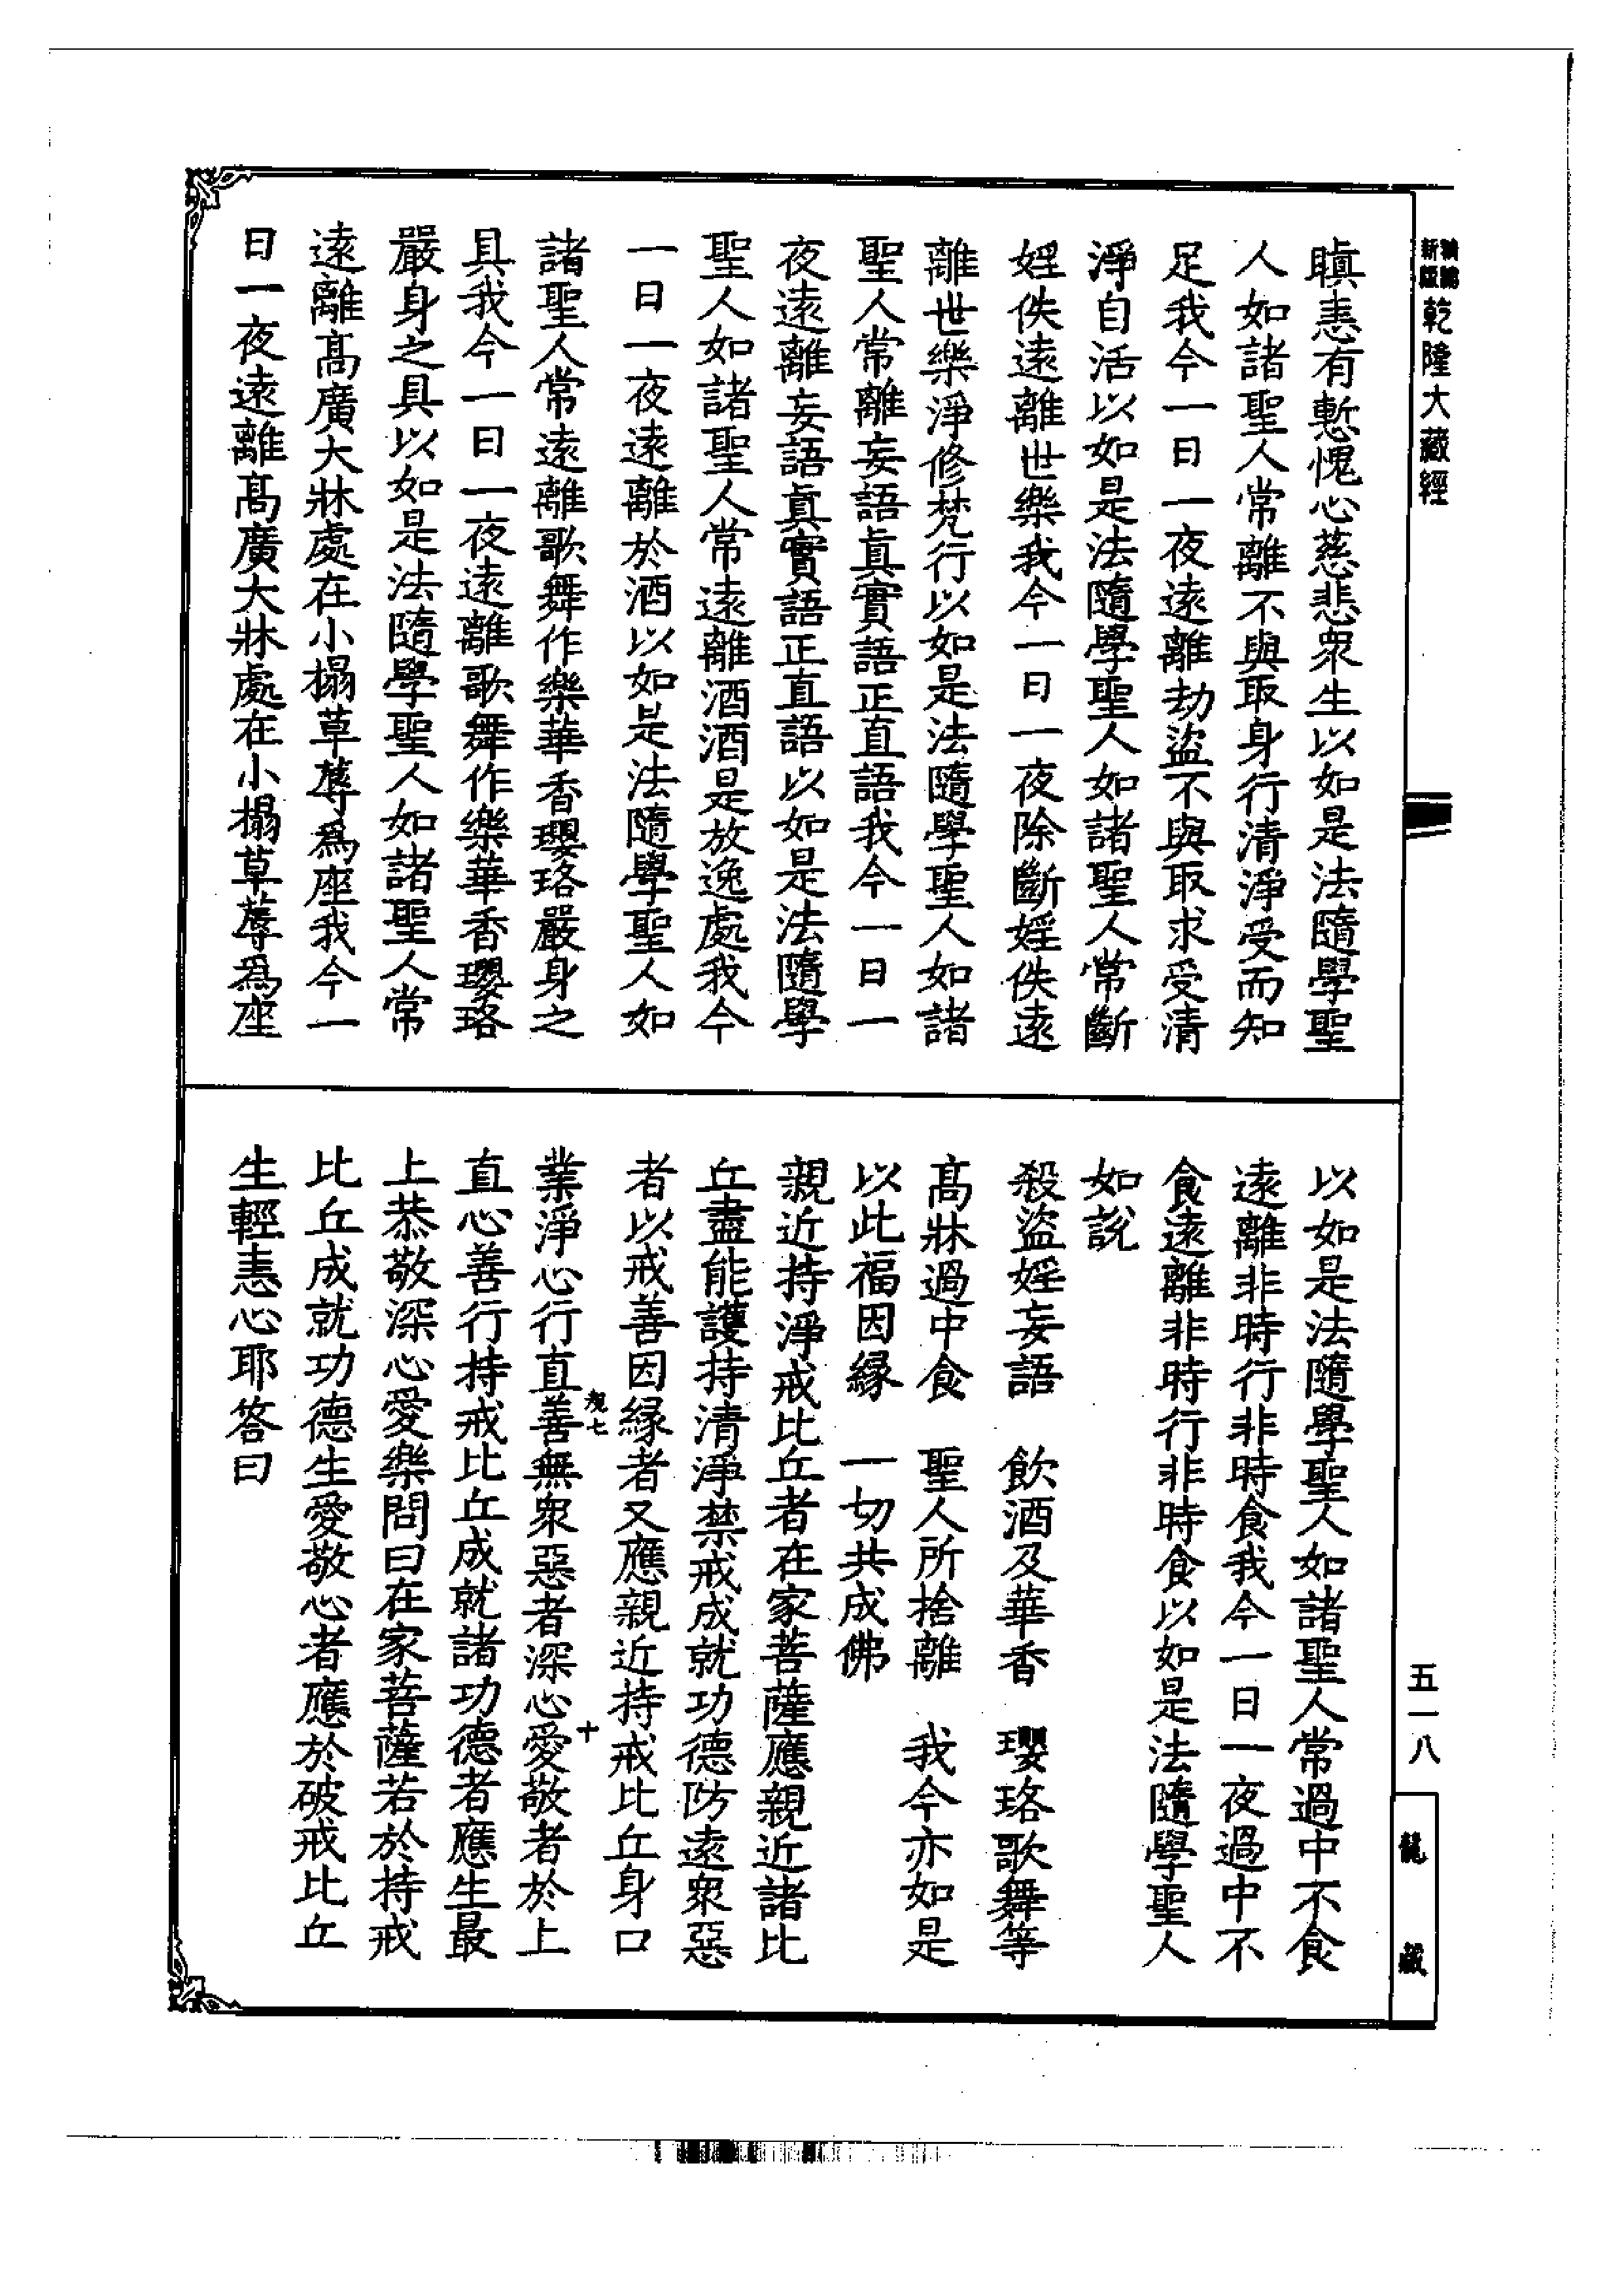 新版
乾隆大藏經
瞋恚有慙愧心慈悲衆生以如是法隨學聖
人如諸聖人常離不與取身行清淨受而知
足我今一日一夜遠離劫盜不與取求受清
淨自活以如是法隨學聖人如諸聖人常斷
婬佚遠離世樂我今一日一夜除斷婬佚遠
離世樂淨修梵行以如是法隨學聖人如諸
聖人常離妄語眞實語正直語我今一日一
夜遠離妄語眞實語正直語以如是法隨學
聖人如諸聖人常遠離酒酒是放逸處我今
一日一夜遠離於酒以如是法隨學聖人如
諸聖人常遠離歌舞作樂華香瓔珞嚴身之
具我今一日一夜遠離歌舞作樂華香瓔珞
嚴身之具以如是法隨學聖人如諸聖人常
遠離髙廣大牀處在小榻草蓐爲座我今一
日一夜遠離髙廣大牀處在小榻草蓐爲座
以如是法隨學聖人如諸聖人常過中不食
遠離非時行非時食我今一日一夜過中不
食遠離非時行非時食以如是法隨學聖人
如說
殺盜婬妄語　飲酒及華香　瓔珞歌舞等
髙牀過中食　聖人所捨離　我今亦如是
以此福因緣　一切共成佛
親近持淨戒比丘者在家菩薩應親近諸比
丘盡能護持清淨禁戒成就功德防遠衆惡
者以戒善因緣者又應親近持戒比丘身口
業淨心行直善無衆惡者深心愛敬者於上
直心善行持戒比丘成就諸功德者應生最
上恭敬深心愛樂問曰在家菩薩若於持戒
比丘成就功德生愛敬心者應於破戒比丘
生輕恚心耶答曰
七
十
五一八
龍藏